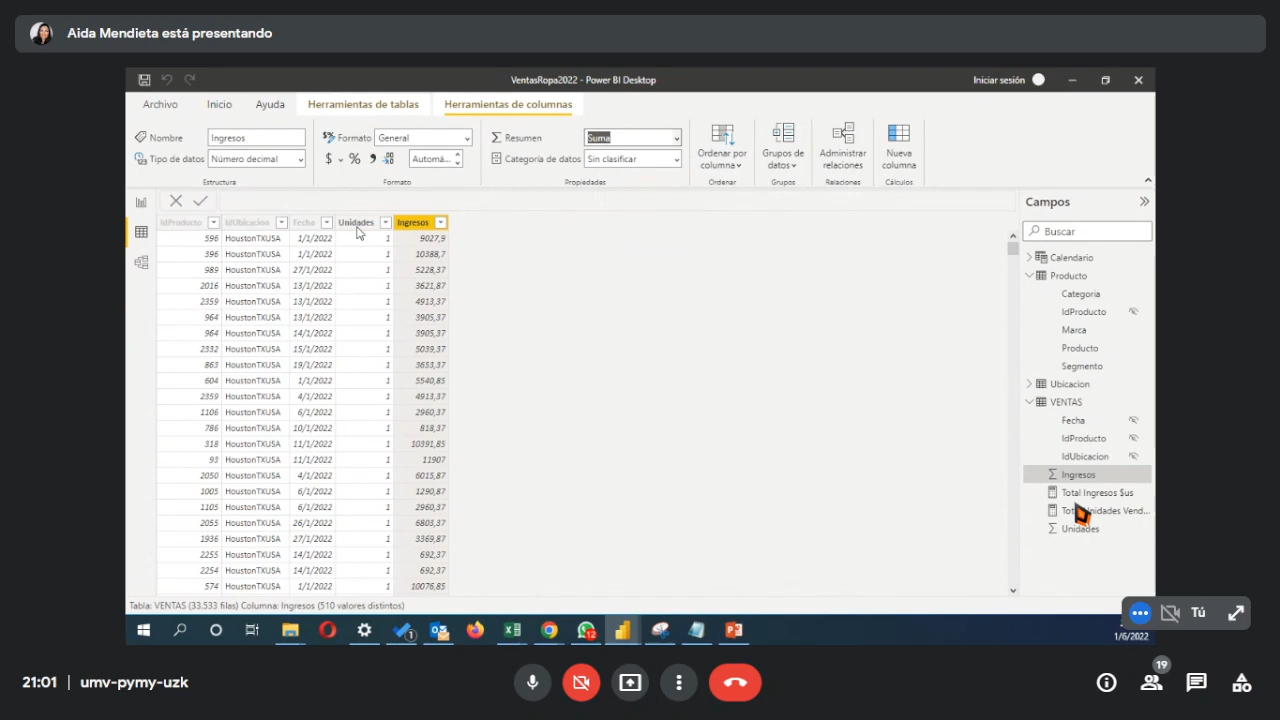 Aida Mendieta está presentando
VentasRopa2022 - Power BI Desktop
Iniciar sesión
Archivo Inicio Ayuda Herramientas de tablas Herramientas de columnas
Nombre Ingresos
Formato General
Resumen Suma
Tipo de datos Número decimal
$ % Automá...
Categoría de datos Sin clasificar
Ordenar por columna
Grupos de datos
Administrar relaciones
Nueva columna
Estructura Formato Propiedades Ordenar Grupos Relaciones Cálculos
IdProducto IdUbicacion Fecha Unidades Ingresos
596 HoustonTXUSA 1/1/2022 1 9027,9
396 HoustonTXUSA 1/1/2022 1 10388,7
989 HoustonTXUSA 27/1/2022 1 5228,37
2016 HoustonTXUSA 13/1/2022 1 3621,87
2359 HoustonTXUSA 13/1/2022 1 4913,37
964 HoustonTXUSA 13/1/2022 1 3905,37
964 HoustonTXUSA 14/1/2022 1 3905,37
2332 HoustonTXUSA 15/1/2022 1 5039,37
863 HoustonTXUSA 19/1/2022 1 3653,37
604 HoustonTXUSA 1/1/2022 1 5540,85
2359 HoustonTXUSA 4/1/2022 1 4913,37
1106 HoustonTXUSA 6/1/2022 1 2960,37
786 HoustonTXUSA 10/1/2022 1 818,37
318 HoustonTXUSA 11/1/2022 1 10391,85
93 HoustonTXUSA 11/1/2022 1 11907
2050 HoustonTXUSA 4/1/2022 1 6015,87
1005 HoustonTXUSA 6/1/2022 1 1290,87
1105 HoustonTXUSA 6/1/2022 1 2960,37
2055 HoustonTXUSA 26/1/2022 1 6803,37
1936 HoustonTXUSA 27/1/2022 1 3369,87
2255 HoustonTXUSA 14/1/2022 1 692,37
2254 HoustonTXUSA 14/1/2022 1 692,37
574 HoustonTXUSA 1/1/2022 1 10076,85
Tabla: VENTAS (33.533 filas) Columna: Ingresos (510 valores distintos)
Campos
Buscar
Calendario
Producto
Categoria
IdProducto
Marca
Producto
Segmento
Ubicacion
VENTAS
Fecha
IdProducto
IdUbicacion
Ingresos
Total Ingresos $us
Vend...
Unidades
Tú
12
1
1/6/2022
21:01 | umv-pymy-uzk
19